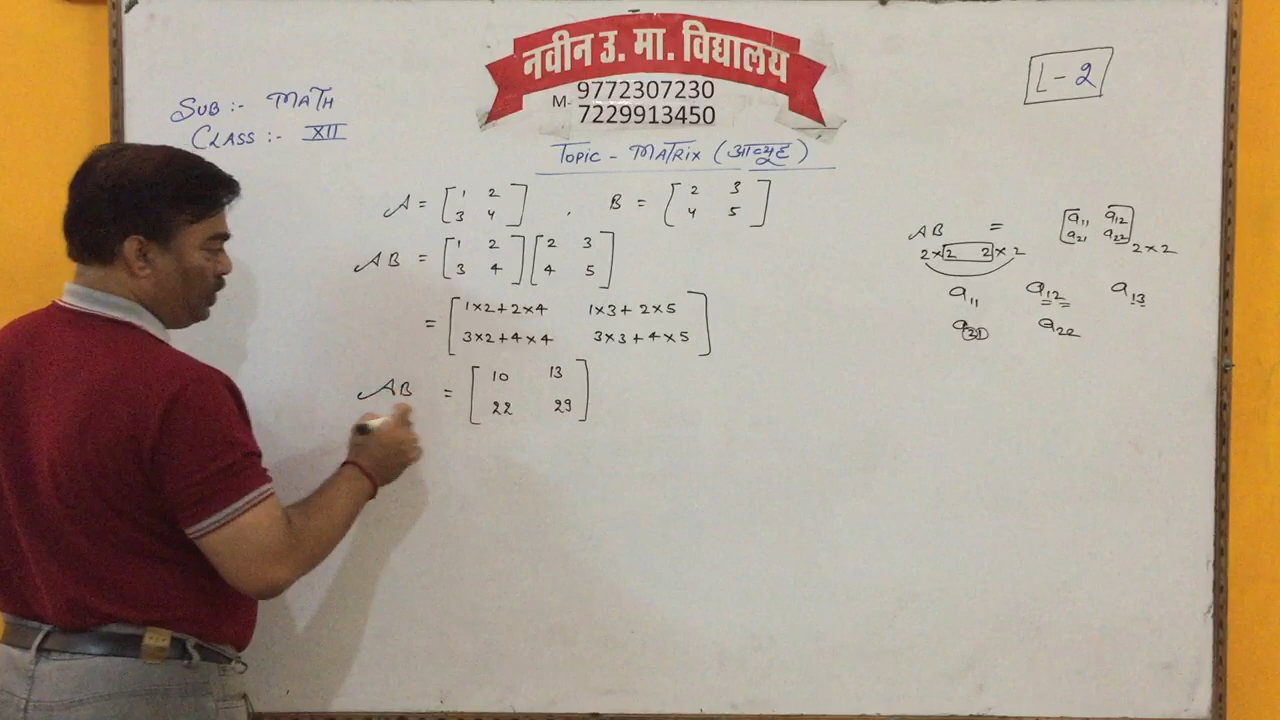 नवीन उ. मा. विद्यालय
M- 9772307230
7229913450
L-2
SUB :- MATH
CLASS :- XII
TOPIC - MATRIX (आव्यूह)
A = [1 2
3 4] , B = [2 3
4 5]
AB = [1 2
3 4] [2 3
4 5]
= [1×2+2×4 1×3+2×5
3×2+4×4 3×3+4×5]
AB = [10 13
22 29]
AB = [a11 a12
a21 a22] 2×2
2×2 2×2
a11 a12 a13
a21 a22